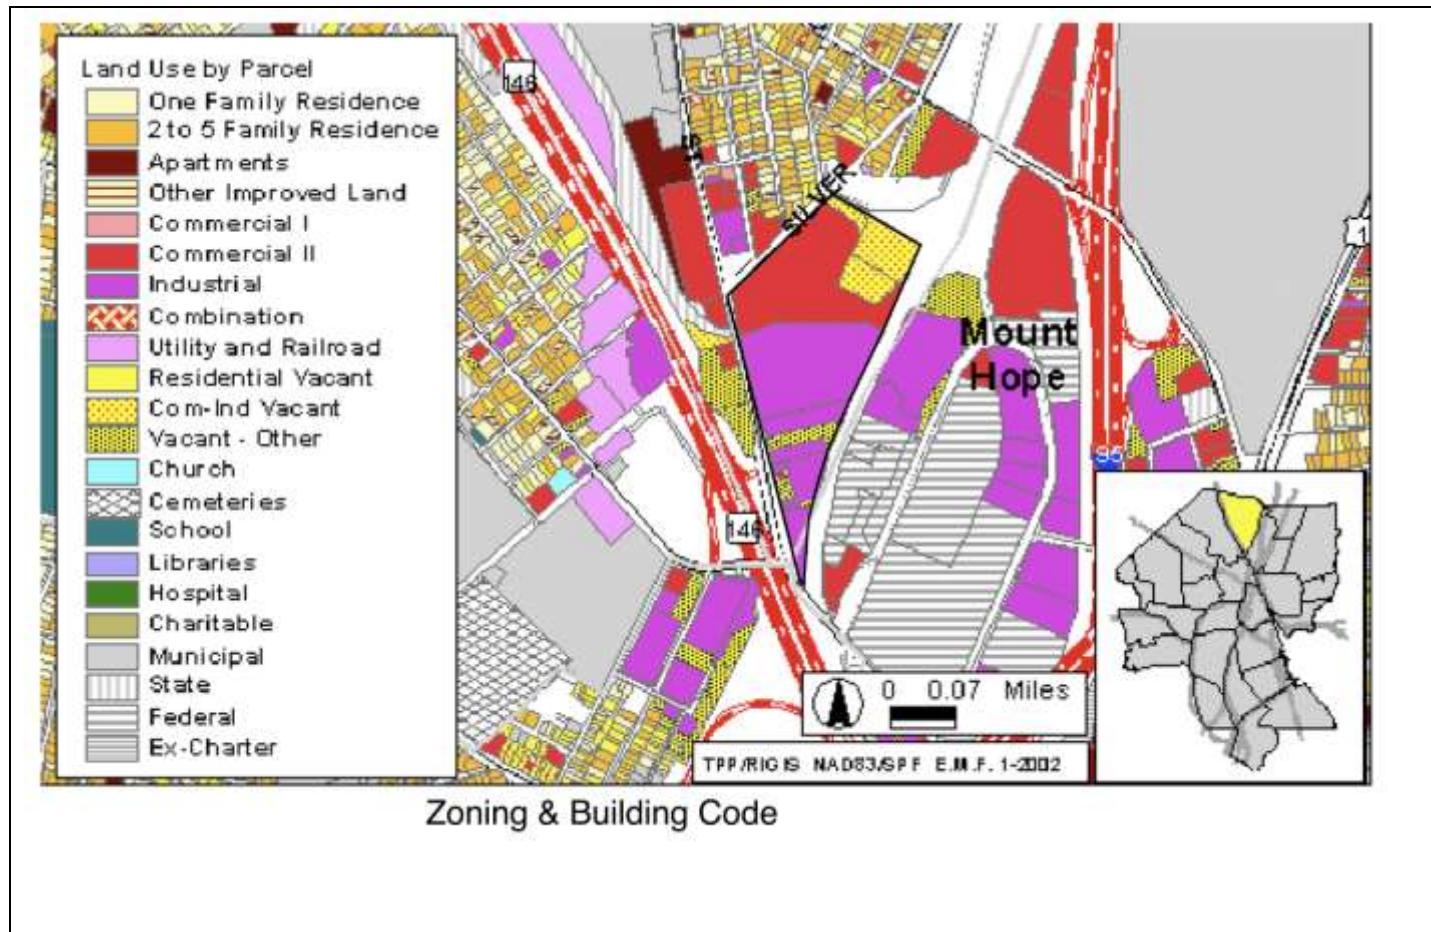 Land Use by Parcel
One Family Residence
2 to 5 Family Residence
Apartments
Other Improved Land
Commercial I
Commercial II
Industrial
Combination
Utility and Railroad
Residential Vacant
Com-Ind Vacant
Vacant - Other
Church
Cemeteries
School
Libraries
Hospital
Charitable
Municipal
State
Federal
Ex-Charter
146
SILVER
1
Mount
Hope
95
146
0 0.07 Miles
TPP/RIGIS NAD83/SPF E.M.F. 1-2002
Zoning & Building Code